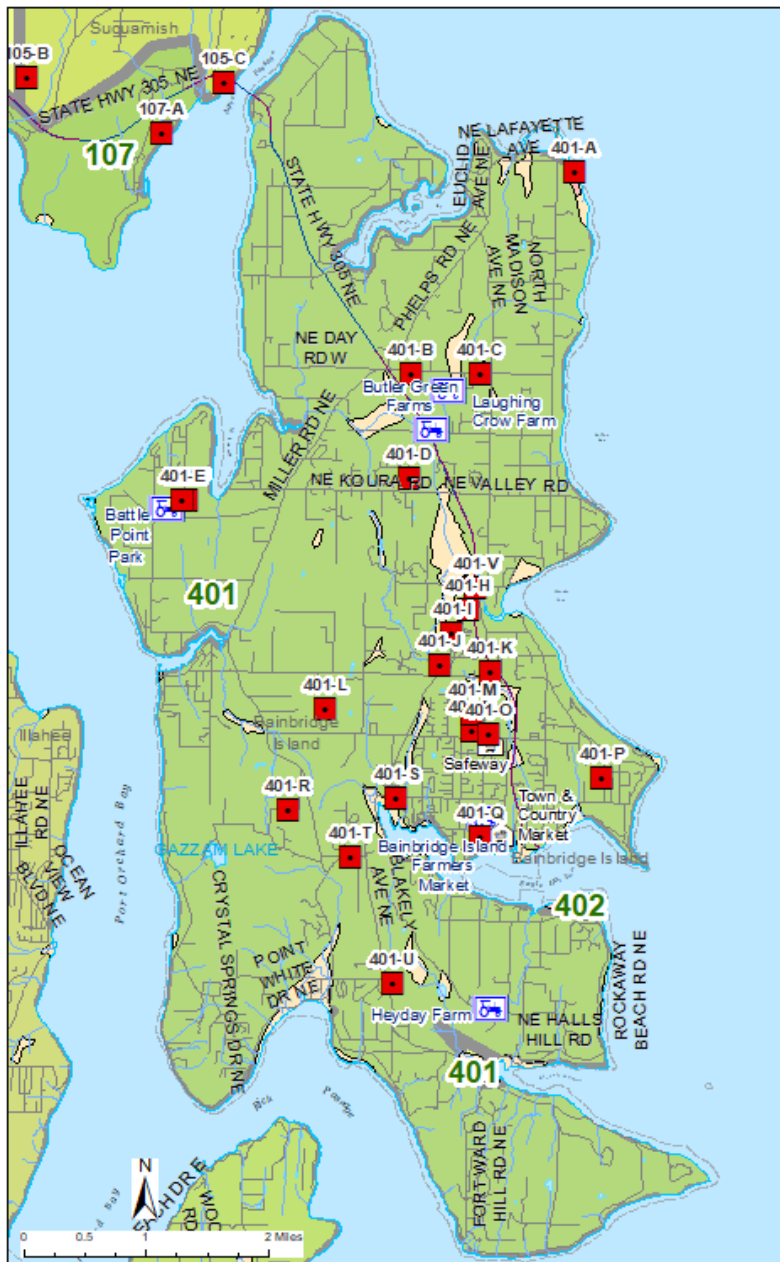 Suquamish
105-B
105-C
STATE HWY 305 NE
107-A
107
NE LAFAYETTE
AVE
401-A
EUCLID
AVE NE
STATE HWY 305 NE
PHELPS RD NE
NORTH
MADISON
AVE NE
NE DAY
RD W
401-B
401-C
Butler Green
Farms
Laughing
Crow Farm
MILLER RD NE
401-D
401-E
NE KOURA RD
NE VALLEY RD
Battle
Point
Park
401
401-V
401-H
401-I
401-J
401-K
401-L
401-M
401-O
Bainbridge
Island
Illahee
Safeway
401-P
401-R
401-S
401-Q
Town &
Country
Market
ILLAHEE
RD NE
OCEAN
VIEW
BLVD NE
Port Orchard Bay
GAZZAM LAKE
401-T
Bainbridge Island
Farmers
Market
Bainbridge Island
BLAKELY
AVE NE
402
CRYSTAL SPRINGS DR NE
POINT
WHITE
DR NE
401-U
Heyday Farm
NE HALLS
HILL RD
ROCKAWAY
BEACH RD NE
401
Rich Passage
FORT WARD
HILL RD NE
N
0 0.5 1 2 Miles